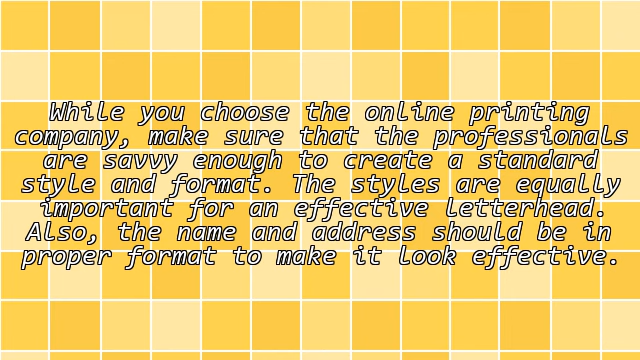 While you choose the online printing
company, make sure that the professionals
are savvy enough to create a standard
style and format. The styles are equally
important for an effective letterhead.
Also, the name and address should be in
proper format to make it look effective.